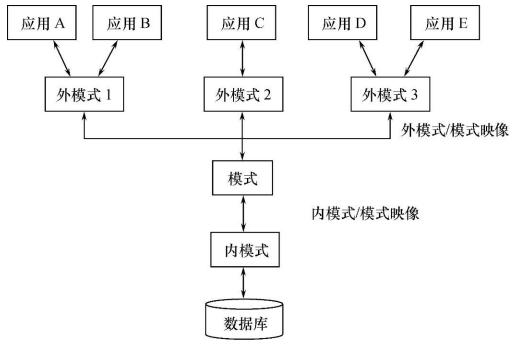 应用 A 应用 B 应用 C 应用 D 应用 E
外模式 1 外模式 2 外模式 3
外模式/模式映像
模式
内模式/模式映像
内模式
数据库